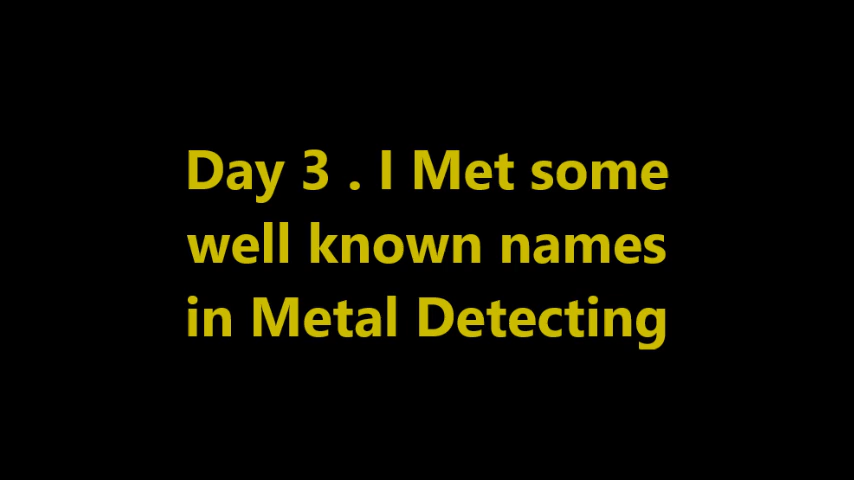 Day 3 . I Met some
well known names
in Metal Detecting